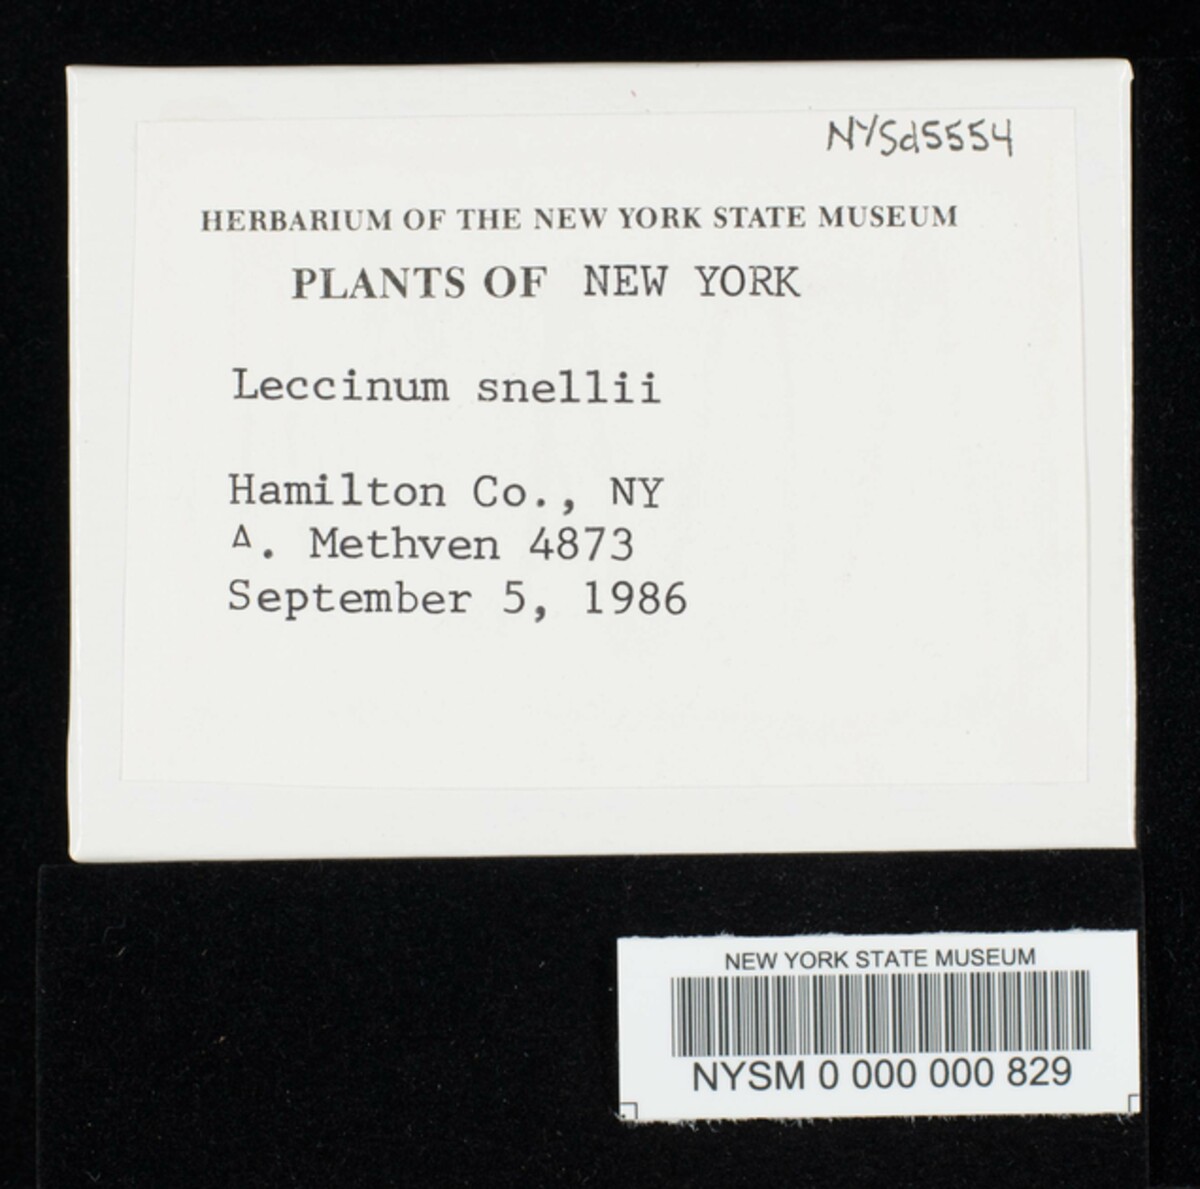 NYSd5554
HERBARIUM OF THE NEW YORK STATE MUSEUM
PLANTS OF NEW YORK
Leccinum snellii
Hamilton Co., NY
A. Methven 4873
September 5, 1986
NEW YORK STATE MUSEUM
NYSM 0 000 000 829